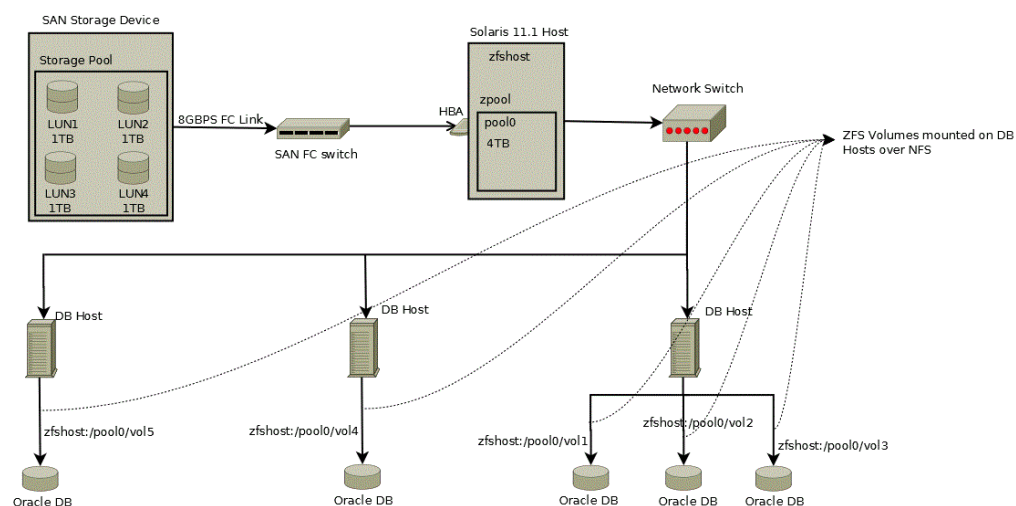 SAN Storage Device
Storage Pool
LUN1
1TB
LUN2
1TB
LUN3
1TB
LUN4
1TB
8GBPS FC Link
SAN FC switch
HBA
Solaris 11.1 Host
zfshost
zpool
pool0
4TB
Network Switch
ZFS Volumes mounted on DB
Hosts over NFS
DB Host
DB Host
DB Host
zfshost:/pool0/vol5
zfshost:/pool0/vol4
zfshost:/pool0/vol1
zfshost:/pool0/vol2
zfshost:/pool0/vol3
Oracle DB
Oracle DB
Oracle DB
Oracle DB
Oracle DB